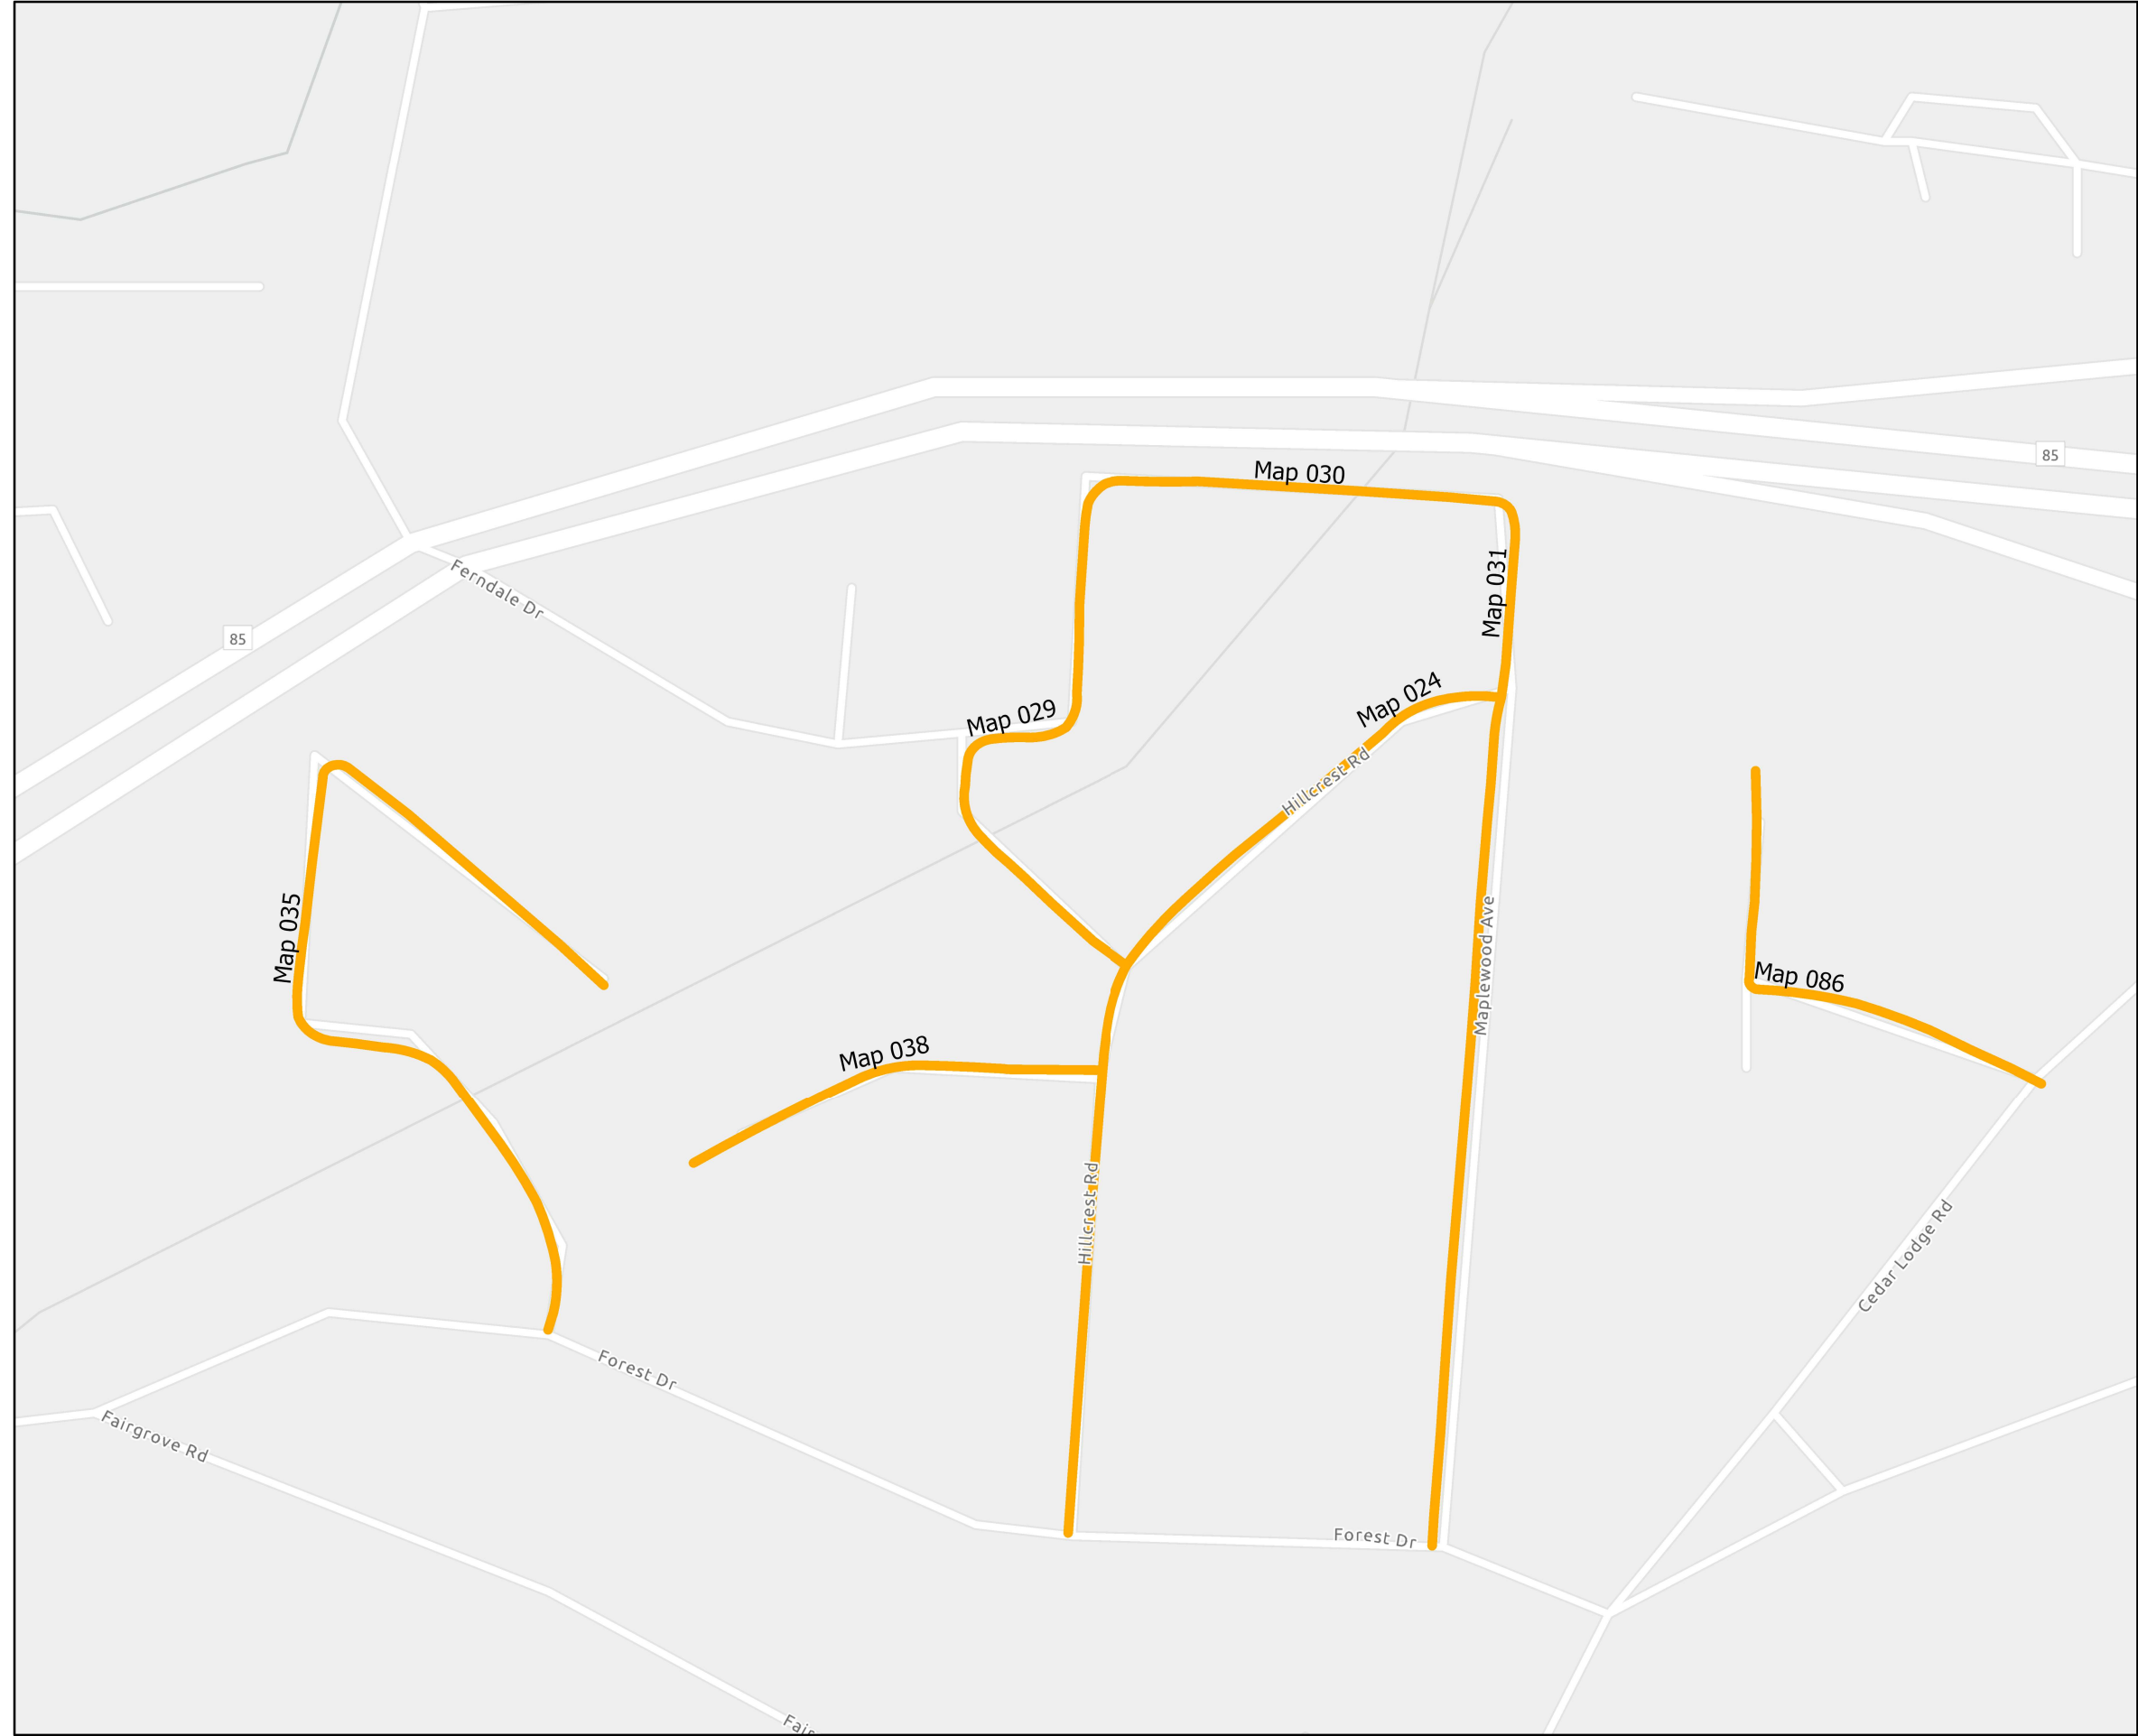 85
Map 030
Map 031
Ferndale Dr
85
Map 024
Map 029
Hillcrest Rd
Map 035
Maplewood Ave
Map 086
Map 038
Hillcrest Rd
Cedar Lodge Rd
Forest Dr
Fairgrove Rd
Forest Dr
Fair